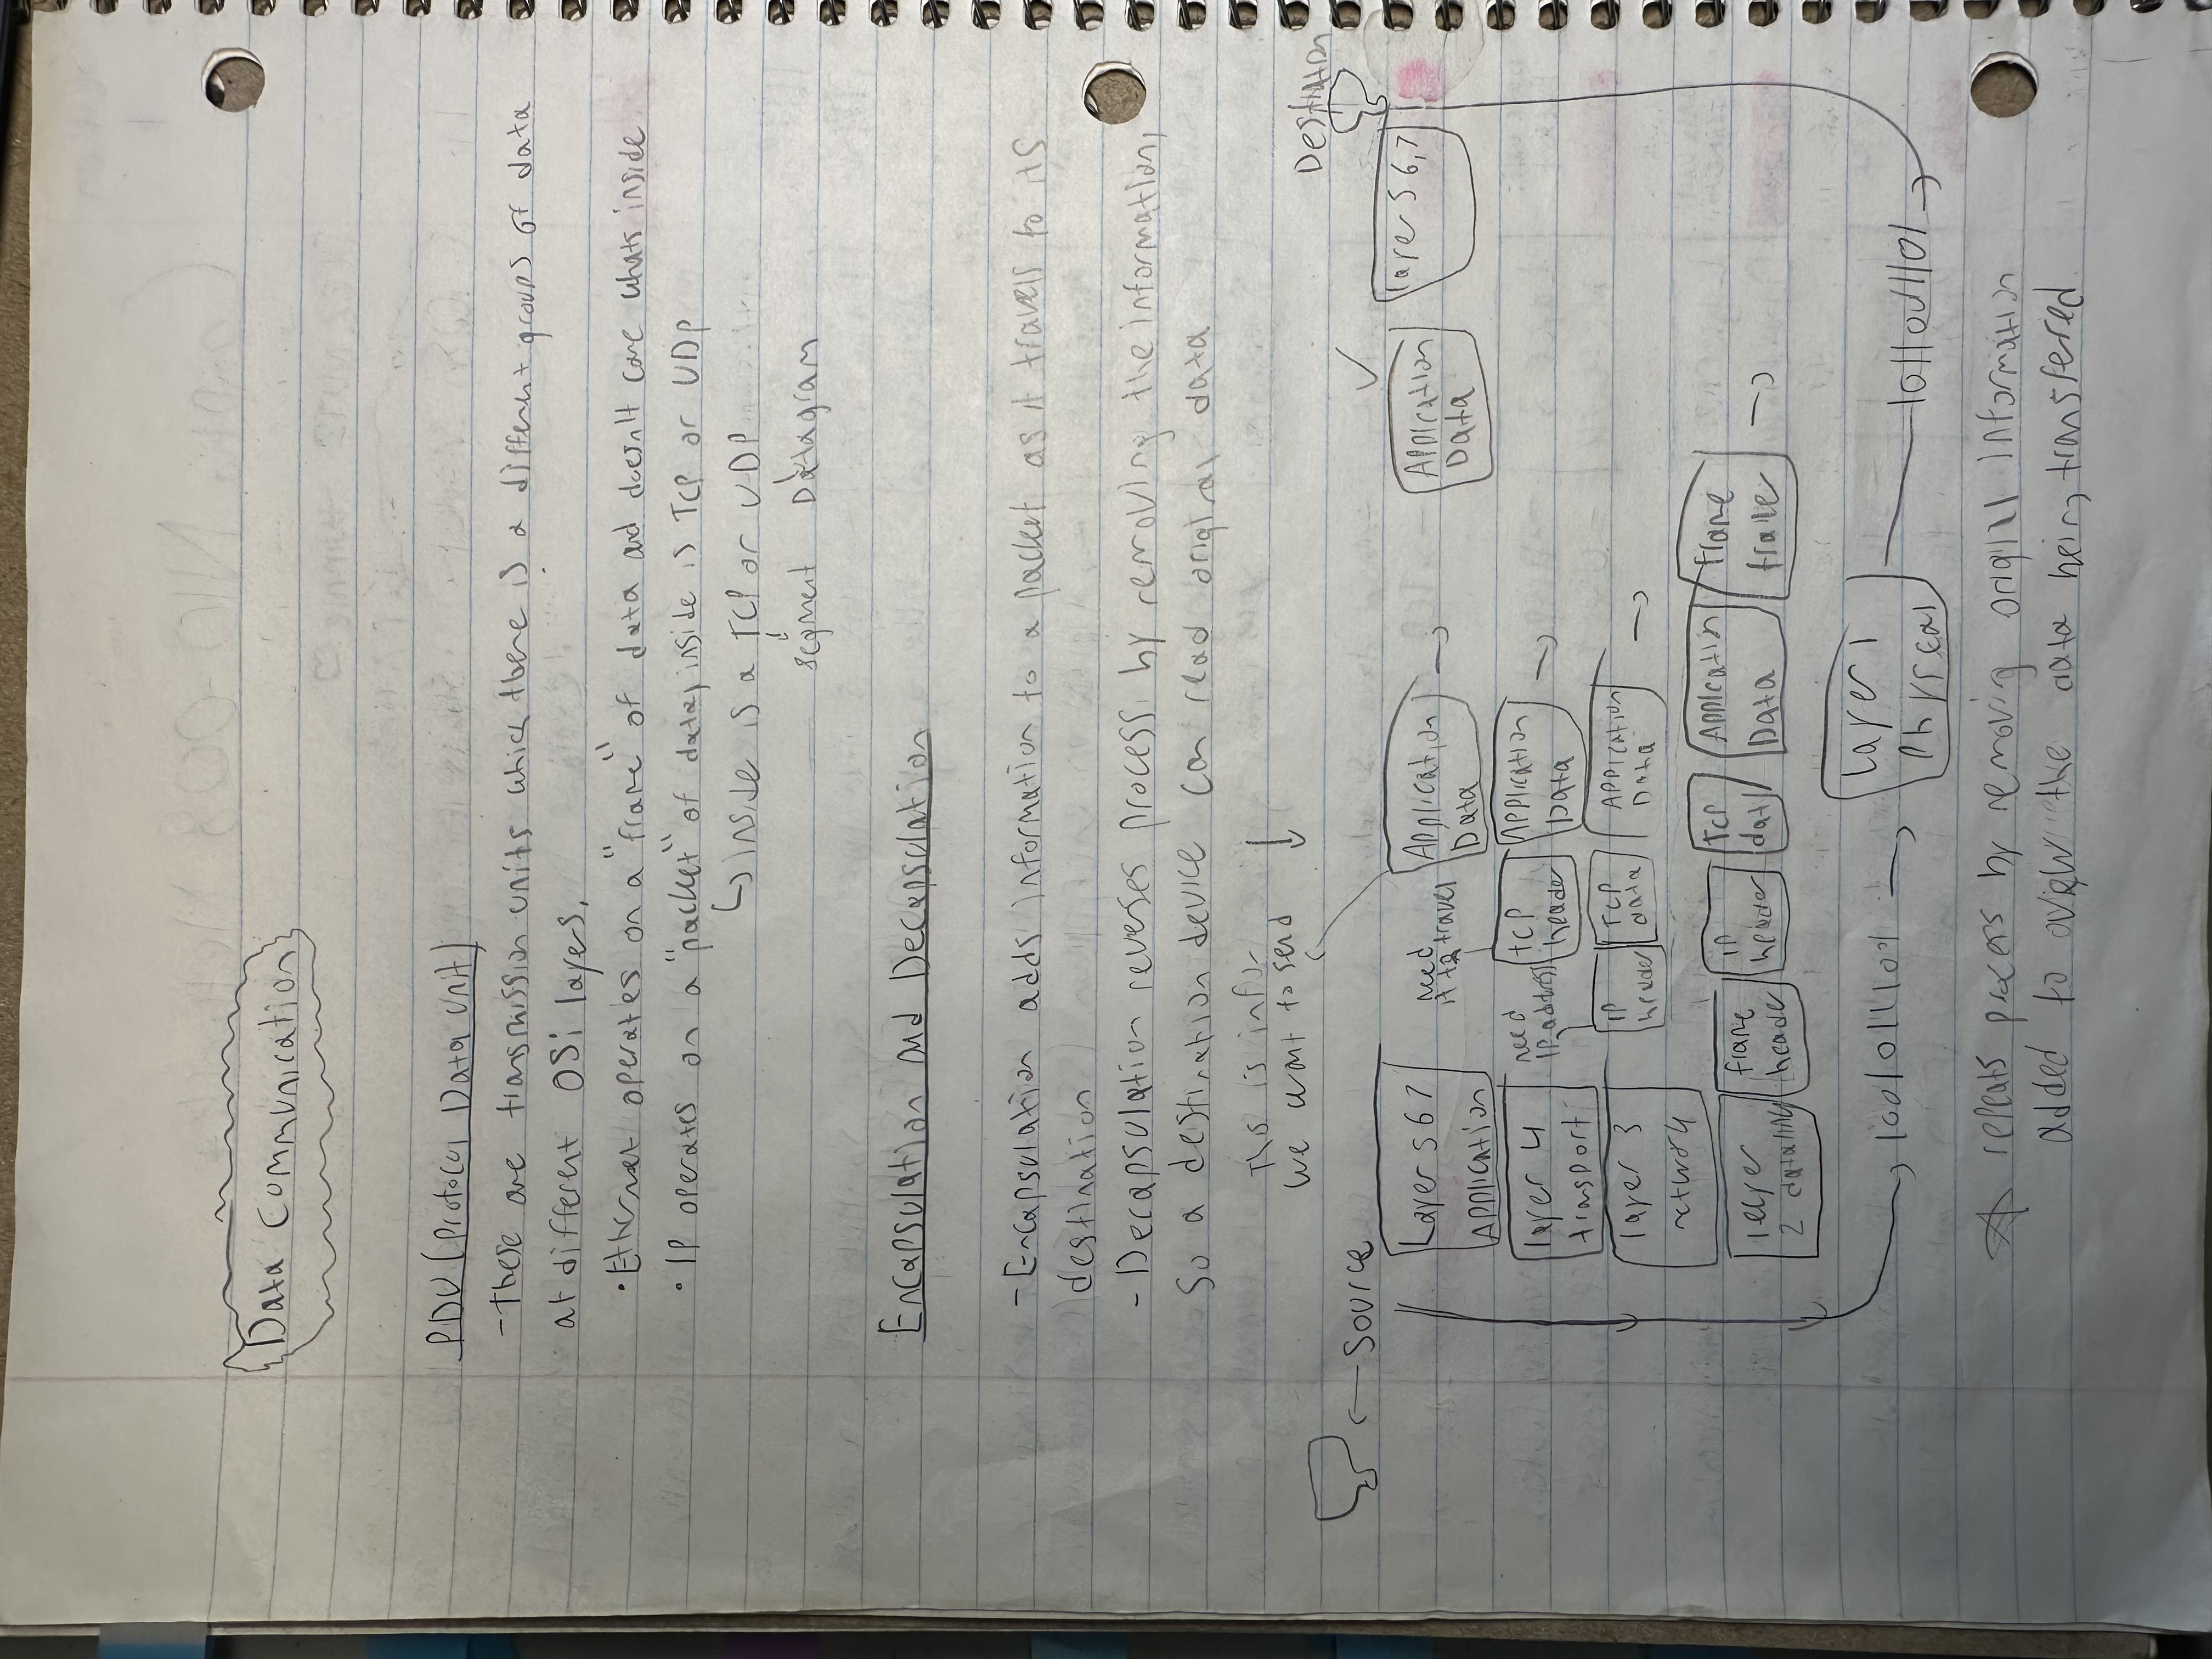 Data Communication
PDU (Protocol Data Unit)
- These are transmission units which there is a different groups of data
at different OSi layers.
• Ethernet operates on a "frame" of data and doesn't care whats inside
• IP operates on a "packet" of data, inside is TCP or UDP
↳ inside is a TCP or UDP
segment Datagram
Encapsulation and Decapsulation
- Encapsulation adds information to a packet as it travels to its
destination
- Decapsulation reverses process by removing the information,
So a destination device can read original data
This is info
we want to send
Destination
Source
Layer 5 6 7
Application
need
it to travel
Application
Data
Application
Data
layer 5 6,7
layer 4
transport
need
IP address
TCP
header
Application
Data
layer 3
network
IP
header
TCP
data
Application
Data
layer
2 datalink
frame
header
IP
header
TCP
dat
Application
Data
frame
trailer
Layer 1
Physical
repeats process by removing original information
added to view the data being transfered